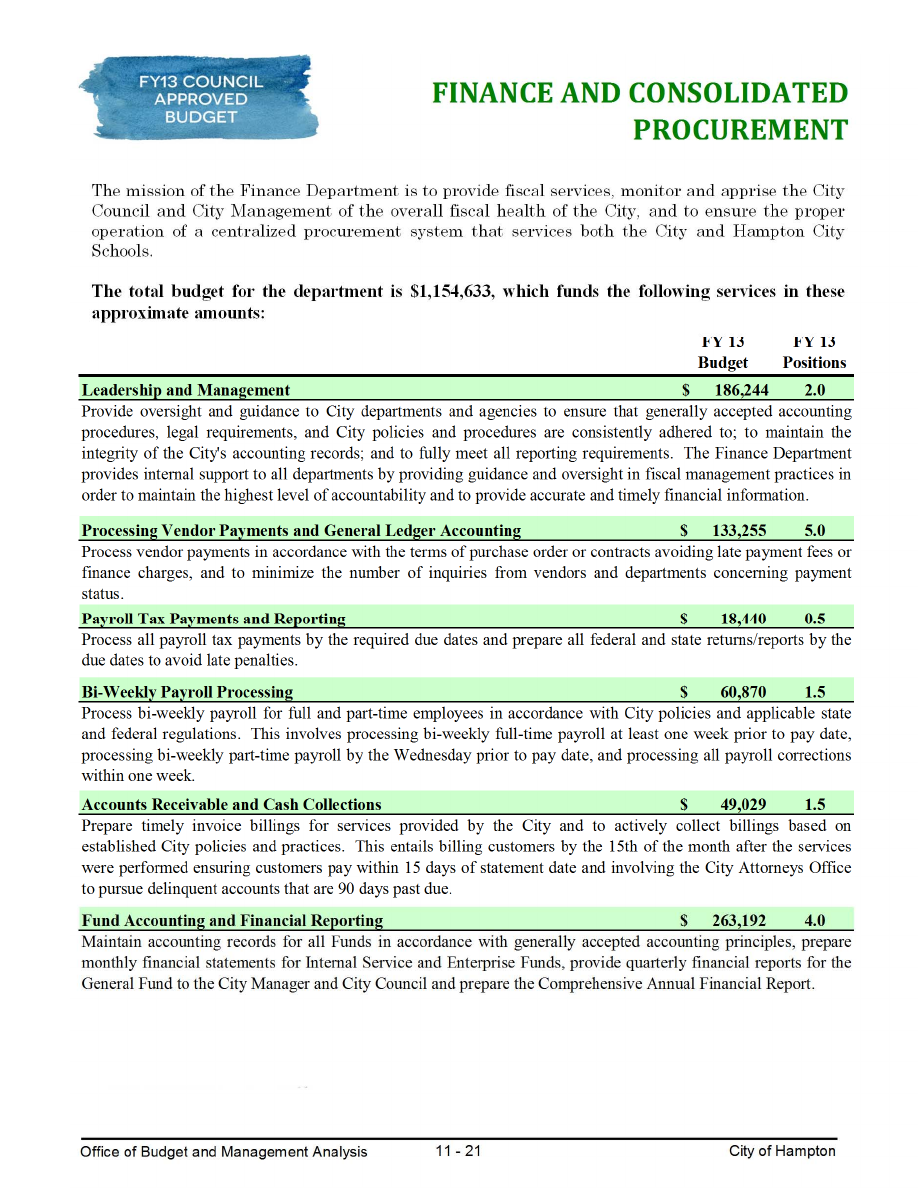 FY13 COUNCIL
APPROVED
BUDGET
FINANCE AND CONSOLIDATED
PROCUREMENT
The mission of the Finance Department is to provide fiscal services, monitor and apprise the City
Council and City Management of the overall fiscal health of the City, and to ensure the proper
operation of a centralized procurement system that services both the City and Hampton City
Schools.
The total budget for the department is $1,154,633, which funds the following services in these
approximate amounts:
FY 13 FY 13
Budget Positions
Leadership and Management $ 186,244 2.0
Provide oversight and guidance to City departments and agencies to ensure that generally accepted accounting
procedures, legal requirements, and City policies and procedures are consistently adhered to; to maintain the
integrity of the City's accounting records; and to fully meet all reporting requirements. The Finance Department
provides internal support to all departments by providing guidance and oversight in fiscal management practices in
order to maintain the highest level of accountability and to provide accurate and timely financial information.
Processing Vendor Payments and General Ledger Accounting $ 133,255 5.0
Process vendor payments in accordance with the terms of purchase order or contracts avoiding late payment fees or
finance charges, and to minimize the number of inquiries from vendors and departments concerning payment
status.
Payroll Tax Payments and Reporting $ 18,440 0.5
Process all payroll tax payments by the required due dates and prepare all federal and state returns/reports by the
due dates to avoid late penalties.
Bi-Weekly Payroll Processing $ 60,870 1.5
Process bi-weekly payroll for full and part-time employees in accordance with City policies and applicable state
and federal regulations. This involves processing bi-weekly full-time payroll at least one week prior to pay date,
processing bi-weekly part-time payroll by the Wednesday prior to pay date, and processing all payroll corrections
within one week.
Accounts Receivable and Cash Collections $ 49,029 1.5
Prepare timely invoice billings for services provided by the City and to actively collect billings based on
established City policies and practices. This entails billing customers by the 15th of the month after the services
were performed ensuring customers pay within 15 days of statement date and involving the City Attorneys Office
to pursue delinquent accounts that are 90 days past due.
Fund Accounting and Financial Reporting $ 263,192 4.0
Maintain accounting records for all Funds in accordance with generally accepted accounting principles, prepare
monthly financial statements for Internal Service and Enterprise Funds, provide quarterly financial reports for the
General Fund to the City Manager and City Council and prepare the Comprehensive Annual Financial Report.
Office of Budget and Management Analysis 11 - 21 City of Hampton